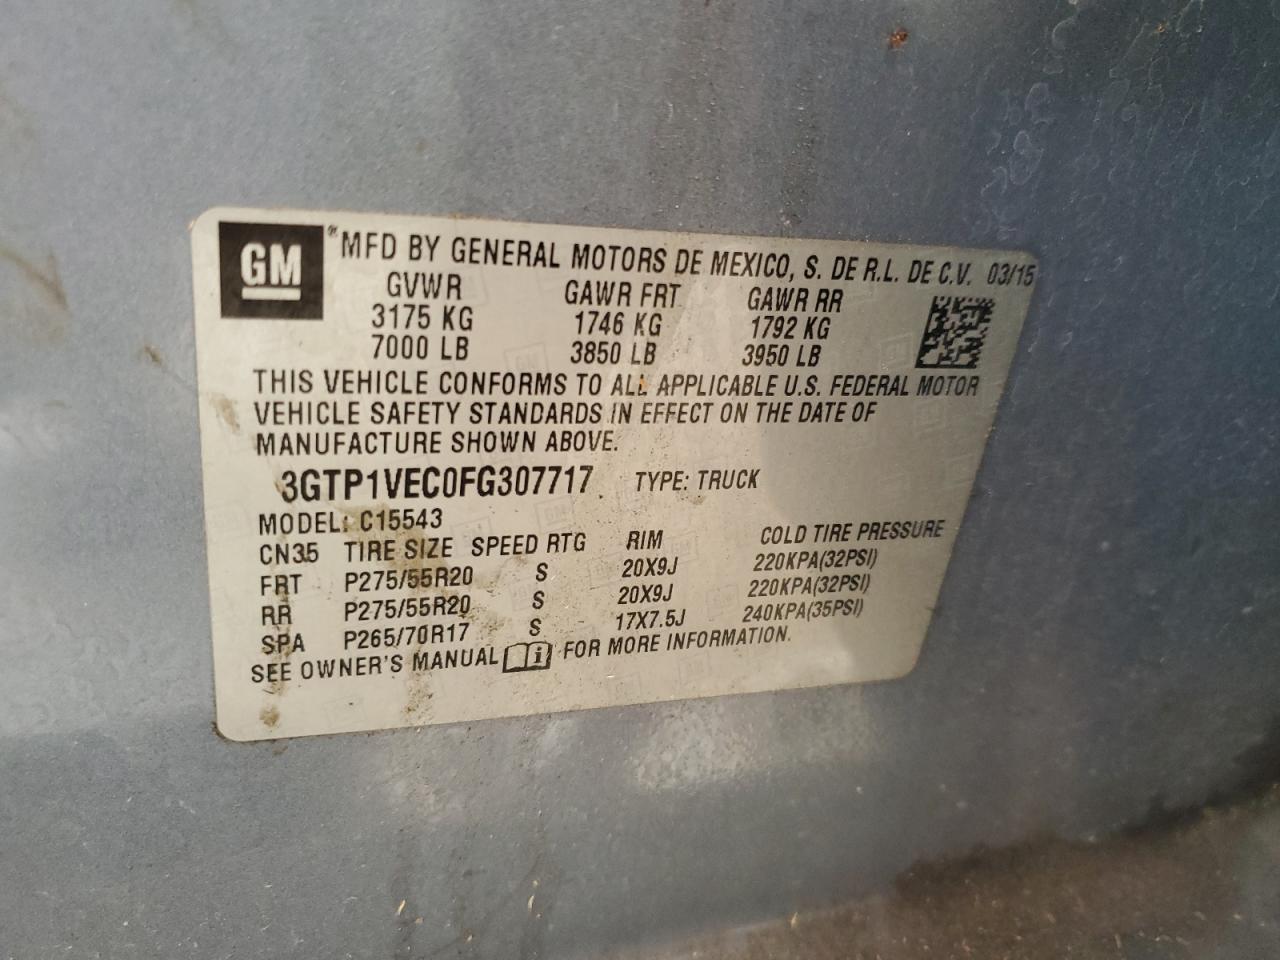 GM ® MFD BY GENERAL MOTORS DE MEXICO, S. DE R.L. DE C.V. 03/15
GVWR GAWR FRT GAWR RR
3175 KG 1746 KG 1792 KG
7000 LB 3850 LB 3950 LB
THIS VEHICLE CONFORMS TO ALL APPLICABLE U.S. FEDERAL MOTOR
VEHICLE SAFETY STANDARDS IN EFFECT ON THE DATE OF
MANUFACTURE SHOWN ABOVE.
3GTP1VEC0FG307717 TYPE: TRUCK
MODEL: C15543
CN35 TIRE SIZE SPEED RTG RIM COLD TIRE PRESSURE
FRT P275/55R20 S 20X9J 220KPA(32PSI)
RR P275/55R20 S 20X9J 220KPA(32PSI)
SPA P265/70R17 S 17X7.5J 240KPA(35PSI)
SEE OWNER'S MANUAL i FOR MORE INFORMATION.